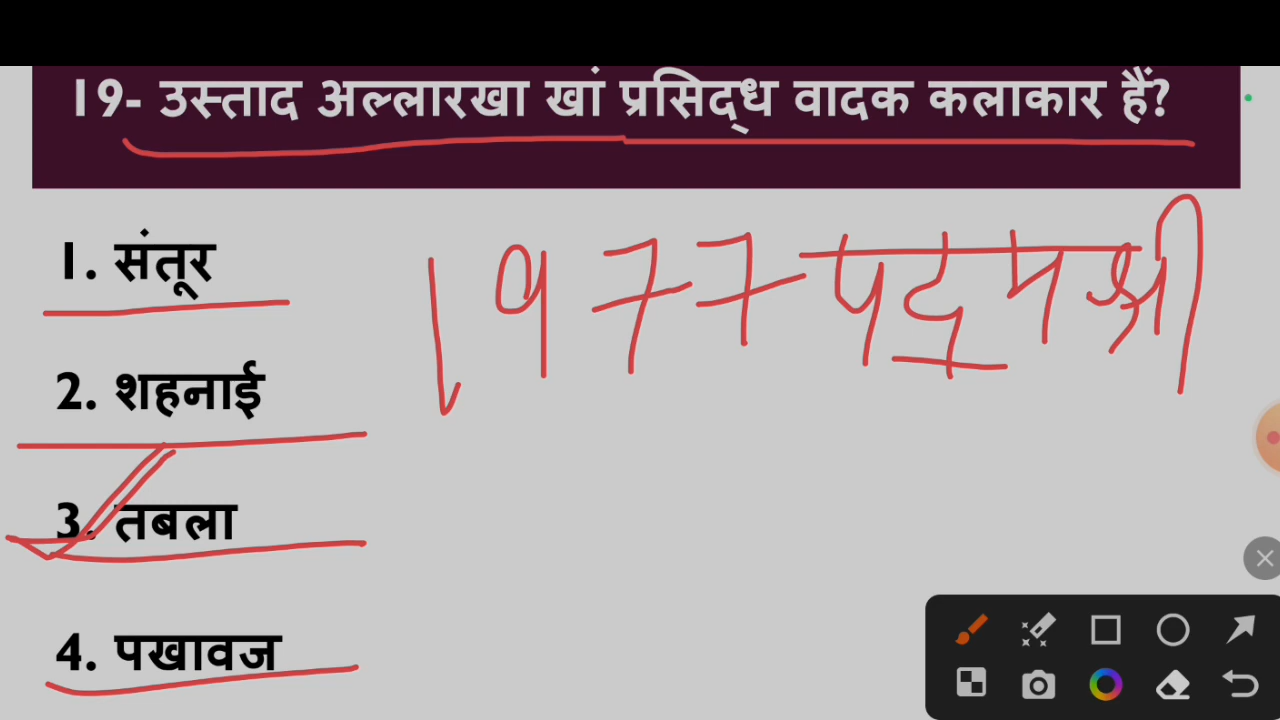 19- उस्ताद अल्लारखा खां प्रसिद्ध वादक कलाकार हैं?
1. संतूर
1977 पद्मश्री
2. शहनाई
3. तबला
4. पखावज